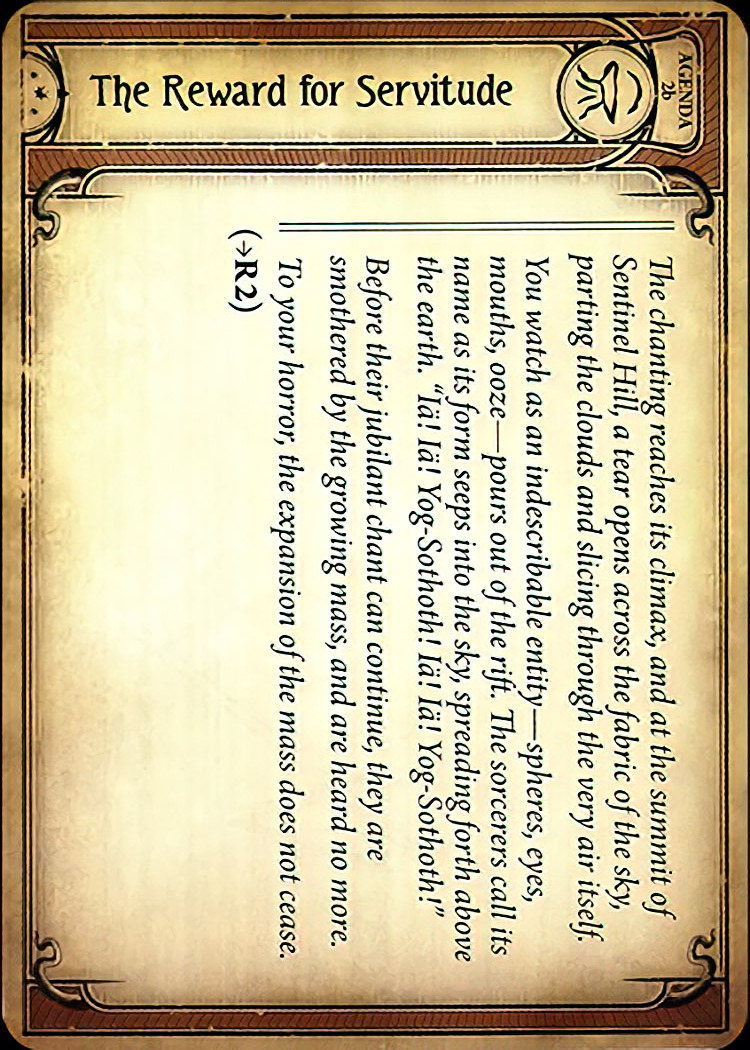 AGENDA
2b
The Reward for Servitude
The chanting reaches its climax, and at the summit of
Sentinel Hill, a tear opens across the fabric of the sky,
parting the clouds and slicing through the very air itself.
You watch as an indescribable entity—spheres, eyes,
mouths, ooze—pours out of the rift. The sorcerers call its
name as its form seeps into the sky, spreading forth above
the earth. “Iä! Iä! Yog-Sothoth! Iä! Iä! Yog-Sothoth!”
Before their jubilant chant can continue, they are
smothered by the growing mass, and are heard no more.
To your horror, the expansion of the mass does not cease.
(→R2)